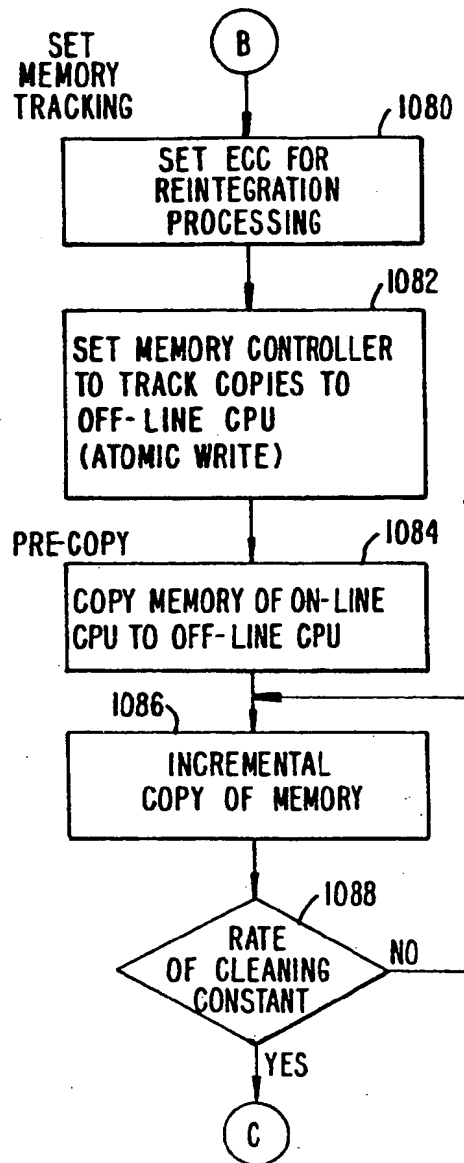 B
SET
MEMORY
TRACKING
1080
SET ECC FOR
REINTEGRATION
PROCESSING
1082
SET MEMORY CONTROLLER
TO TRACK COPIES TO
OFF-LINE CPU
(ATOMIC WRITE)
PRE-COPY
1084
COPY MEMORY OF ON-LINE
CPU TO OFF-LINE CPU
1086
INCREMENTAL
COPY OF MEMORY
1088
RATE
OF CLEANING
CONSTANT
NO
YES
C